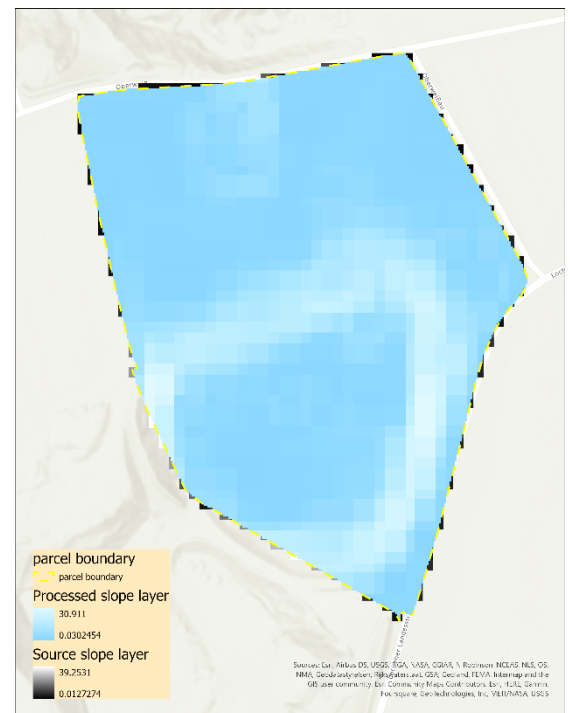 Oberweißau
parcel boundary
parcel boundary
Processed slope layer
30.911
0.0302454
Source slope layer
39.2531
0.0127274
Sources: Esri, Airbus DS, USGS, NGA, NASA, CGIAR, N Robinson, NCEAS, NLS, OS,
NMA, Geodatastyrelsen, Rijkswaterstaat, GSA, Geoland, FEMA, Intermap and the
GIS user community, Esri Community Maps Contributors, Esri, HERE, Garmin,
Foursquare, GeoTechnologies, Inc, METI/NASA, USGS